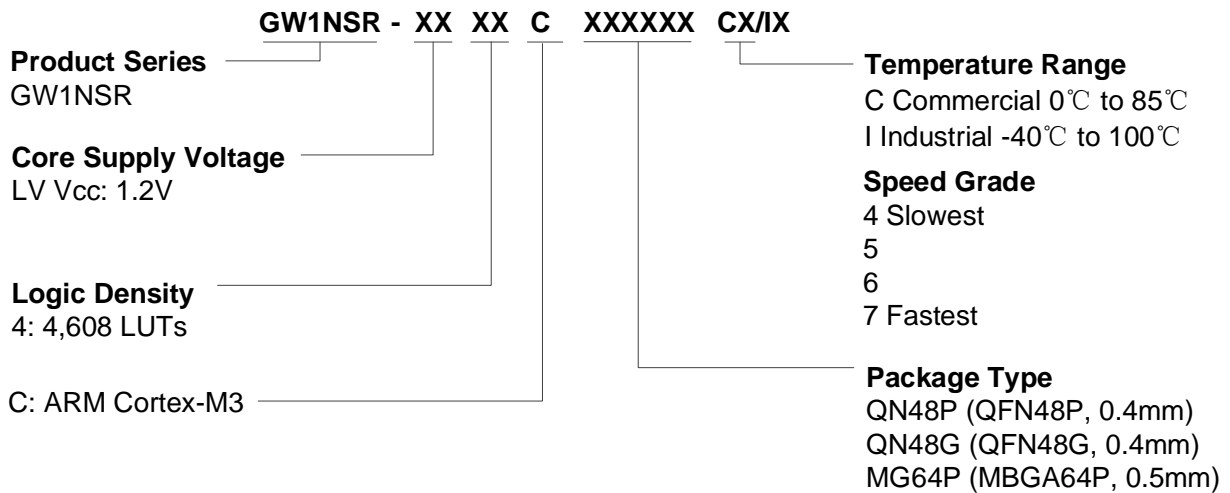 GW1NSR - XX XX C XXXXXX CX/IX
Product Series
GW1NSR
Core Supply Voltage
LV Vcc: 1.2V
Logic Density
4: 4,608 LUTs
C: ARM Cortex-M3
Temperature Range
C Commercial 0℃ to 85℃
I Industrial -40℃ to 100℃
Speed Grade
4 Slowest
5
6
7 Fastest
Package Type
QN48P (QFN48P, 0.4mm)
QN48G (QFN48G, 0.4mm)
MG64P (MBGA64P, 0.5mm)